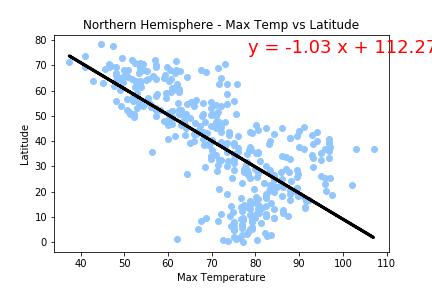 Northern Hemisphere - Max Temp vs Latitude
y = -1.03 x + 112.27
Latitude
80
70
60
50
40
30
20
10
0
40 50 60 70 80 90 100 110
Max Temperature